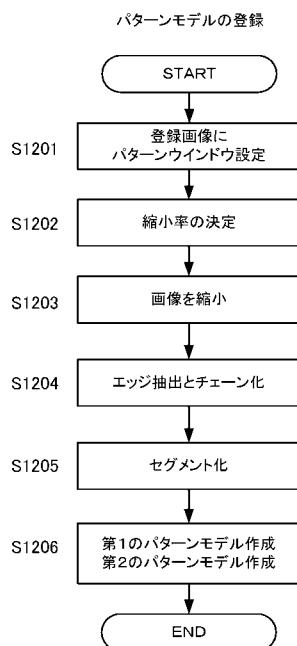 パターンモデルの登録
START
S1201
登録画像に
パターンウインドウ設定
S1202
縮小率の決定
S1203
画像を縮小
S1204
エッジ抽出とチェーン化
S1205
セグメント化
S1206
第1のパターンモデル作成
第2のパターンモデル作成
END